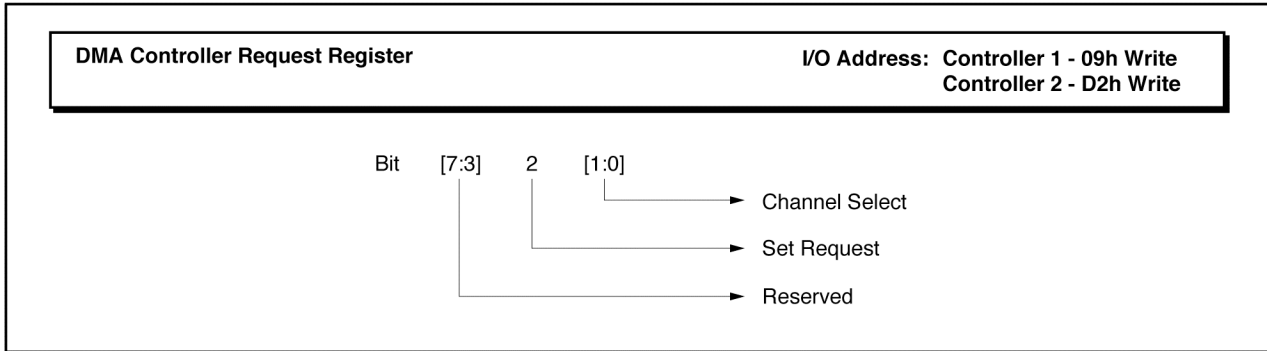 DMA Controller Request Register
I/O Address: Controller 1 - 09h Write
Controller 2 - D2h Write
Bit [7:3] 2 [1:0]
Channel Select
Set Request
Reserved